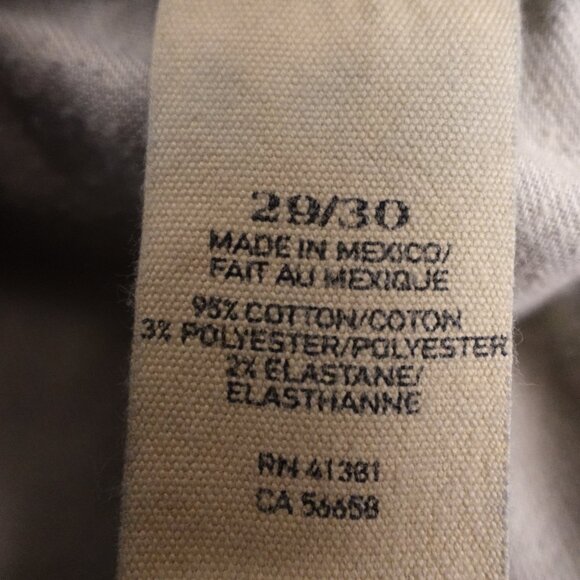 29/30
MADE IN MEXICO/
FAIT AU MEXIQUE
95% COTTON/COTON
3% POLYESTER/POLYESTER
2% ELASTANE/
ELASTHANNE
RN 41381
CA 56658